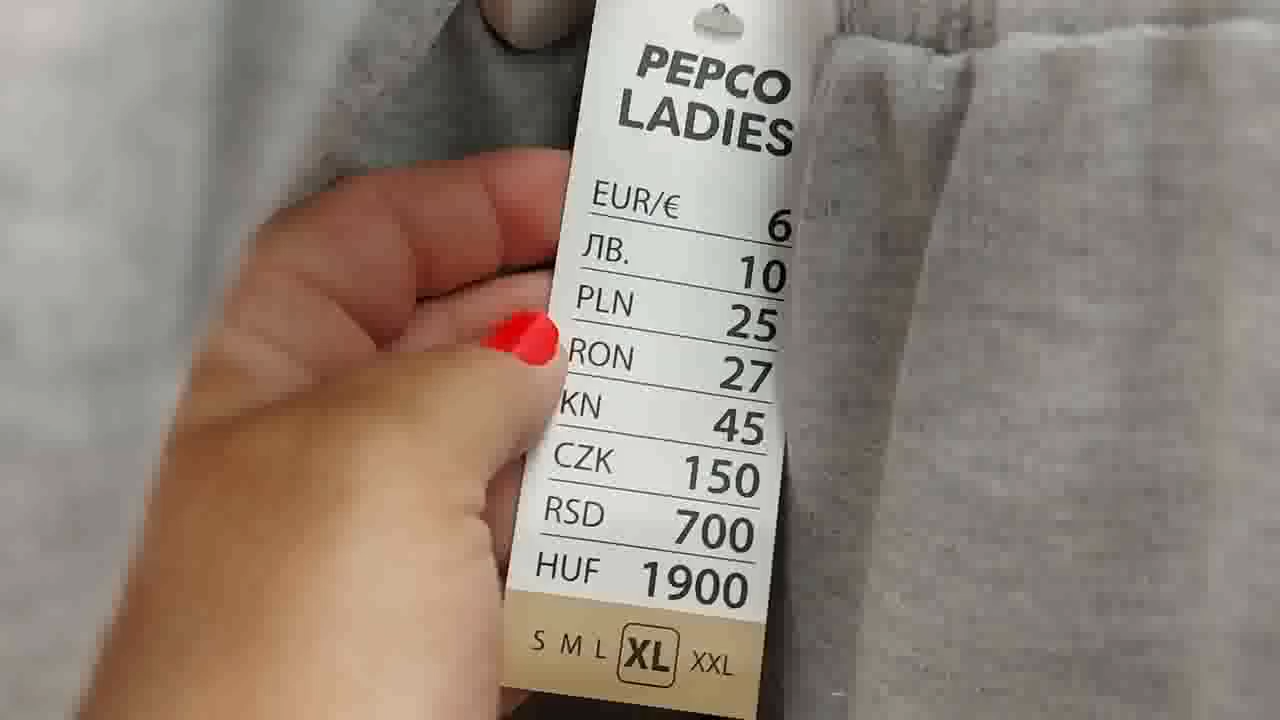 PEPCO
LADIES
EUR/€ 6
ЛВ. 10
PLN 25
RON 27
KN 45
CZK 150
RSD 700
HUF 1900
S M L XL XXL